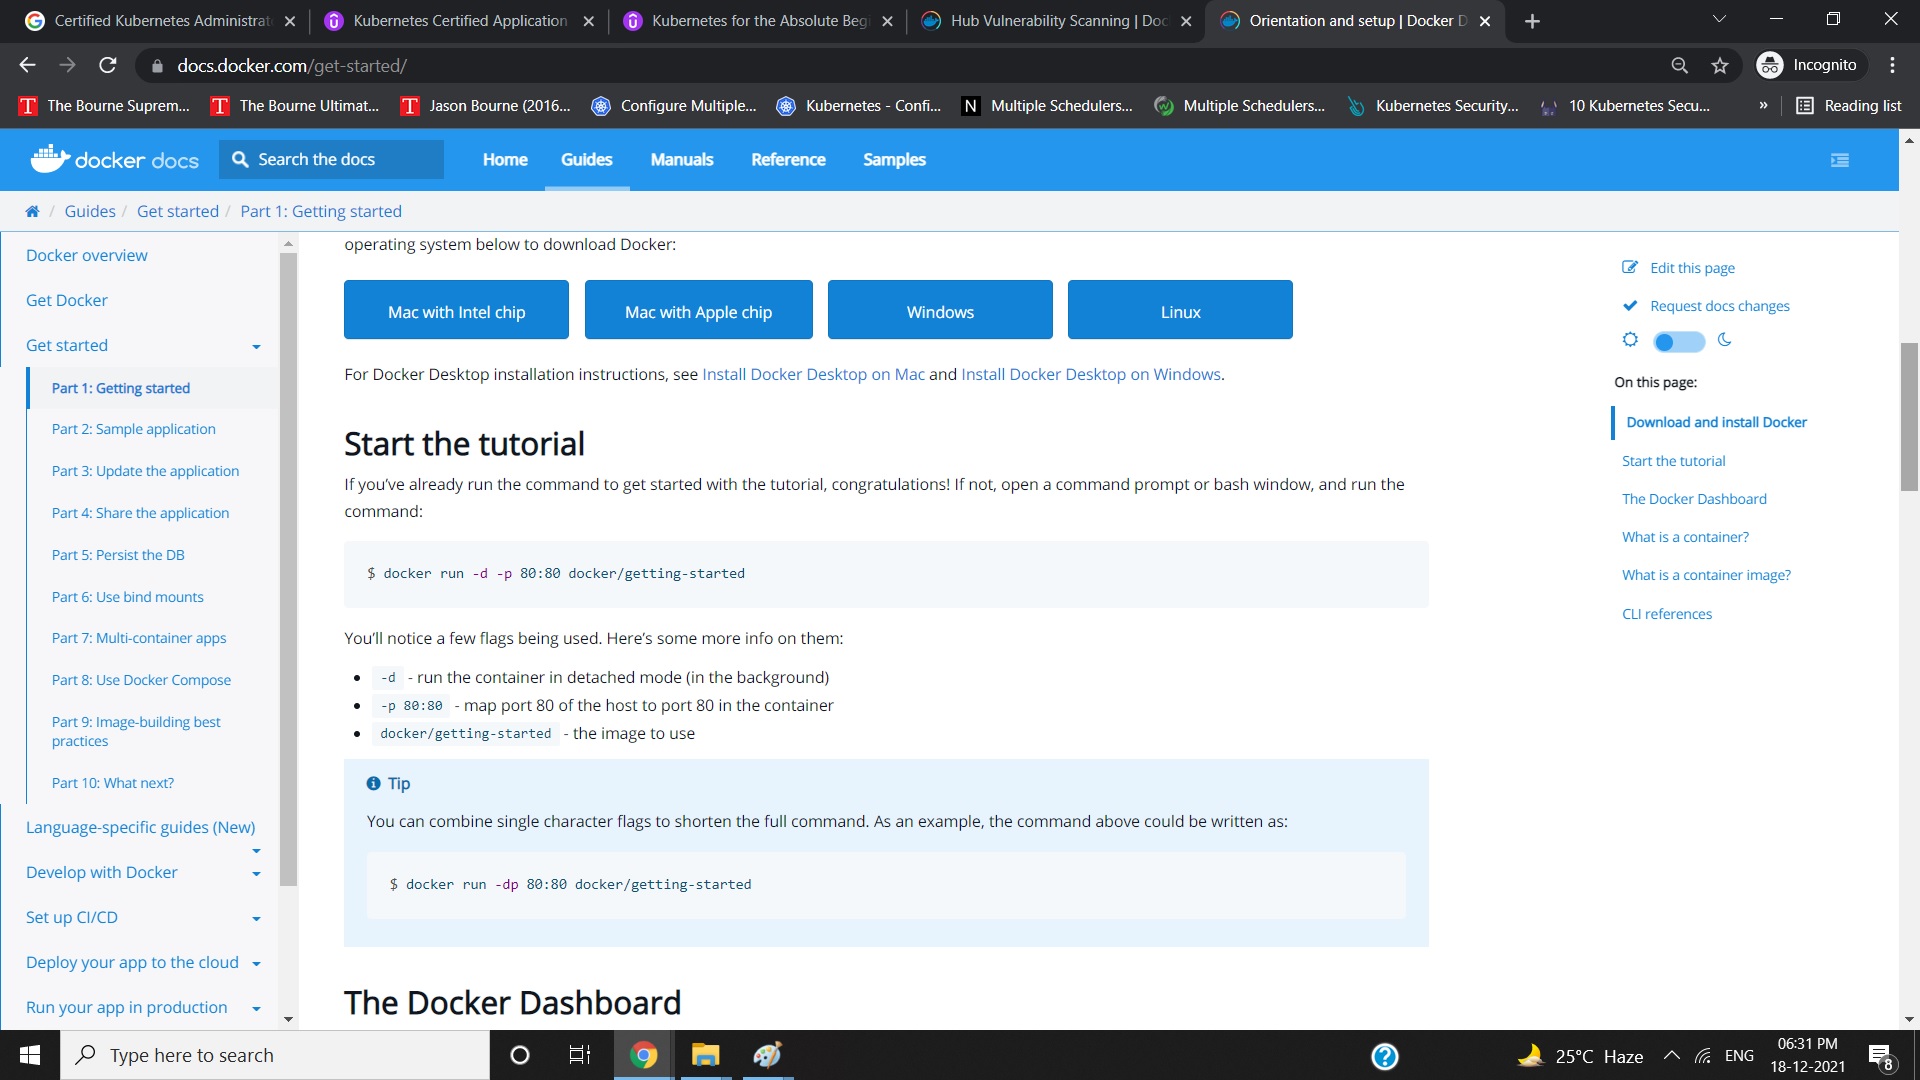 Certified Kubernetes Administrat
Kubernetes Certified Application
Kubernetes for the Absolute Begi
Hub Vulnerability Scanning | Doc
Orientation and setup | Docker D
docs.docker.com/get-started/
Incognito
The Bourne Suprem...
The Bourne Ultimat...
Jason Bourne (2016...
Configure Multiple...
Kubernetes - Confi...
Multiple Schedulers...
Multiple Schedulers...
Kubernetes Security...
10 Kubernetes Secu...
»
Reading list
docker docs
Search the docs
Home
Guides
Manuals
Reference
Samples
/ Guides / Get started / Part 1: Getting started
Docker overview
Get Docker
Get started
Part 1: Getting started
Part 2: Sample application
Part 3: Update the application
Part 4: Share the application
Part 5: Persist the DB
Part 6: Use bind mounts
Part 7: Multi-container apps
Part 8: Use Docker Compose
Part 9: Image-building best
practices
Part 10: What next?
Language-specific guides (New)
Develop with Docker
Set up CI/CD
Deploy your app to the cloud
Run your app in production
operating system below to download Docker:
Mac with Intel chip
Mac with Apple chip
Windows
Linux
For Docker Desktop installation instructions, see Install Docker Desktop on Mac and Install Docker Desktop on Windows.
Start the tutorial
If you've already run the command to get started with the tutorial, congratulations! If not, open a command prompt or bash window, and run the
command:
$ docker run -d -p 80:80 docker/getting-started
You'll notice a few flags being used. Here's some more info on them:
• -d - run the container in detached mode (in the background)
• -p 80:80 - map port 80 of the host to port 80 in the container
• docker/getting-started - the image to use
Tip
You can combine single character flags to shorten the full command. As an example, the command above could be written as:
$ docker run -dp 80:80 docker/getting-started
The Docker Dashboard
Edit this page
Request docs changes
On this page:
Download and install Docker
Start the tutorial
The Docker Dashboard
What is a container?
What is a container image?
CLI references
Type here to search
25°C Haze
ENG
06:31 PM
18-12-2021
8